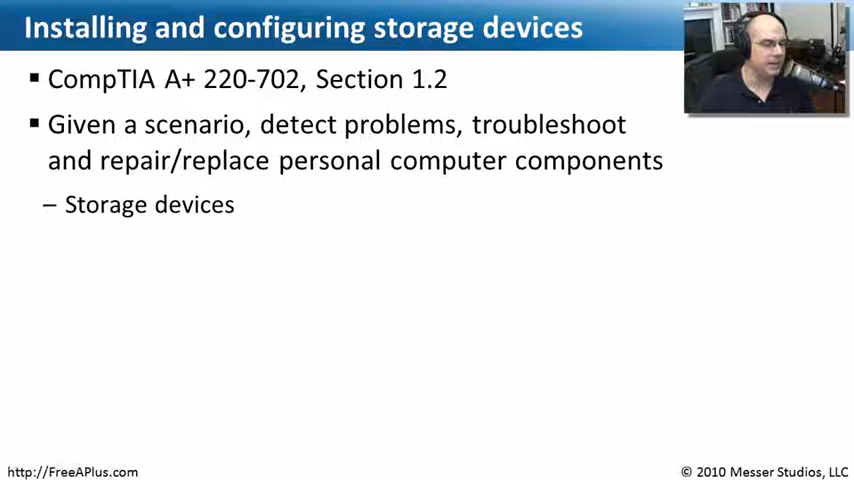 Installing and configuring storage devices
▪ CompTIA A+ 220-702, Section 1.2
▪ Given a scenario, detect problems, troubleshoot
and repair/replace personal computer components
– Storage devices
http://FreeAPlus.com
© 2010 Messer Studios, LLC